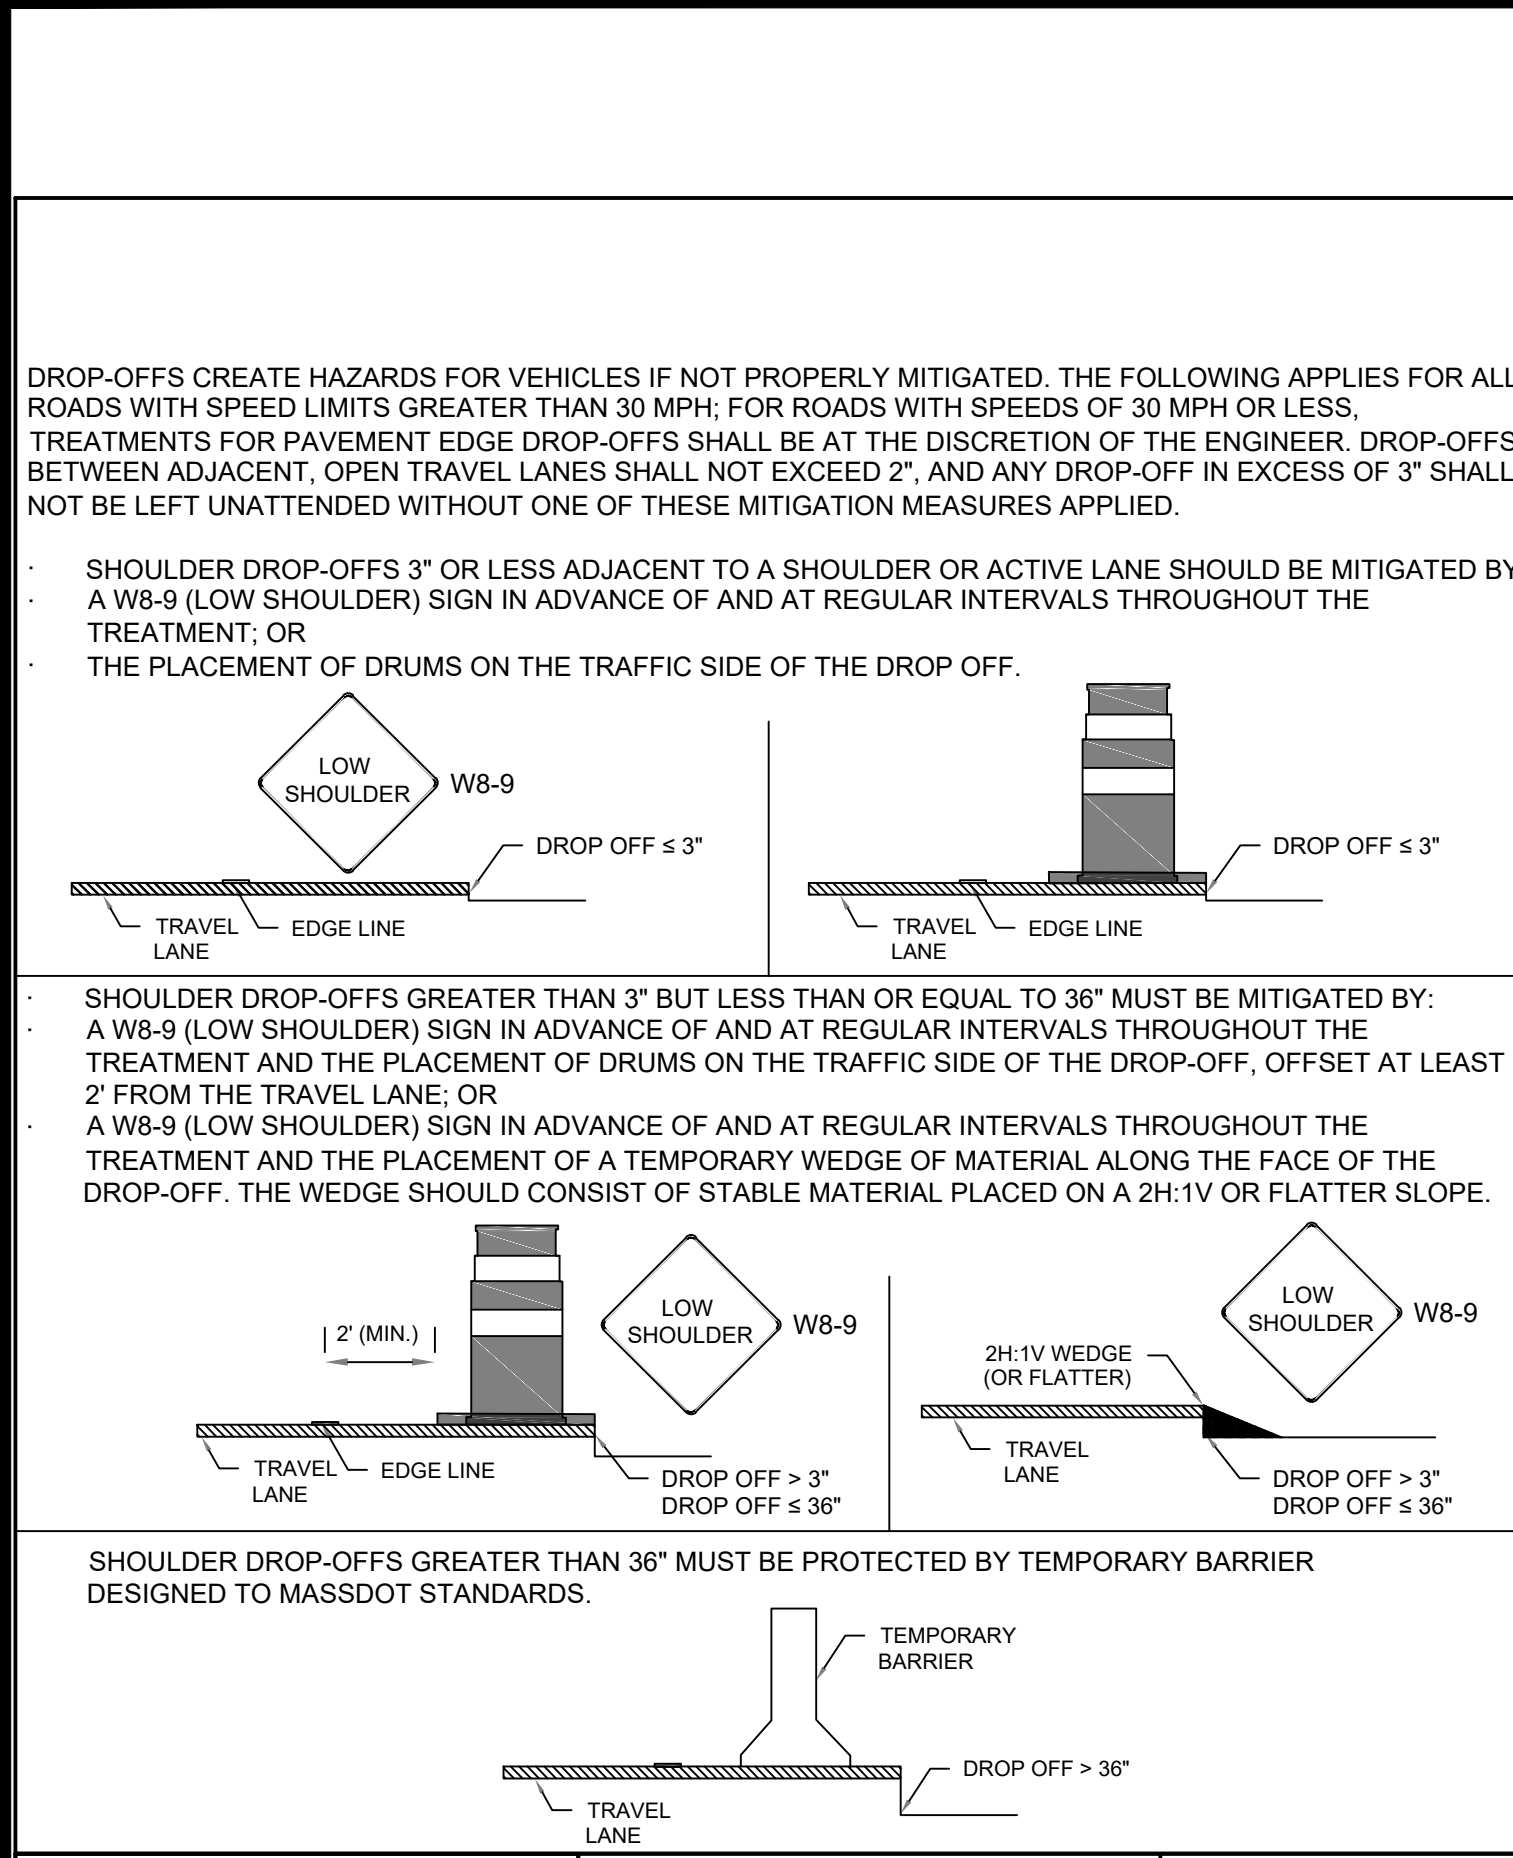 DROP-OFFS CREATE HAZARDS FOR VEHICLES IF NOT PROPERLY MITIGATED. THE FOLLOWING APPLIES FOR ALL
ROADS WITH SPEED LIMITS GREATER THAN 30 MPH; FOR ROADS WITH SPEEDS OF 30 MPH OR LESS,
TREATMENTS FOR PAVEMENT EDGE DROP-OFFS SHALL BE AT THE DISCRETION OF THE ENGINEER. DROP-OFFS
BETWEEN ADJACENT, OPEN TRAVEL LANES SHALL NOT EXCEED 2", AND ANY DROP-OFF IN EXCESS OF 3" SHALL
NOT BE LEFT UNATTENDED WITHOUT ONE OF THESE MITIGATION MEASURES APPLIED.
· SHOULDER DROP-OFFS 3" OR LESS ADJACENT TO A SHOULDER OR ACTIVE LANE SHOULD BE MITIGATED BY
· A W8-9 (LOW SHOULDER) SIGN IN ADVANCE OF AND AT REGULAR INTERVALS THROUGHOUT THE
TREATMENT; OR
· THE PLACEMENT OF DRUMS ON THE TRAFFIC SIDE OF THE DROP OFF.
LOW
SHOULDER
W8-9
DROP OFF ≤ 3"
TRAVEL
LANE
EDGE LINE
DROP OFF ≤ 3"
TRAVEL
LANE
EDGE LINE
· SHOULDER DROP-OFFS GREATER THAN 3" BUT LESS THAN OR EQUAL TO 36" MUST BE MITIGATED BY:
· A W8-9 (LOW SHOULDER) SIGN IN ADVANCE OF AND AT REGULAR INTERVALS THROUGHOUT THE
TREATMENT AND THE PLACEMENT OF DRUMS ON THE TRAFFIC SIDE OF THE DROP-OFF, OFFSET AT LEAST
2' FROM THE TRAVEL LANE; OR
· A W8-9 (LOW SHOULDER) SIGN IN ADVANCE OF AND AT REGULAR INTERVALS THROUGHOUT THE
TREATMENT AND THE PLACEMENT OF A TEMPORARY WEDGE OF MATERIAL ALONG THE FACE OF THE
DROP-OFF. THE WEDGE SHOULD CONSIST OF STABLE MATERIAL PLACED ON A 2H:1V OR FLATTER SLOPE.
2' (MIN.)
LOW
SHOULDER
W8-9
TRAVEL
LANE
EDGE LINE
DROP OFF > 3"
DROP OFF ≤ 36"
LOW
SHOULDER
W8-9
2H:1V WEDGE
(OR FLATTER)
TRAVEL
LANE
DROP OFF > 3"
DROP OFF ≤ 36"
SHOULDER DROP-OFFS GREATER THAN 36" MUST BE PROTECTED BY TEMPORARY BARRIER
DESIGNED TO MASSDOT STANDARDS.
TEMPORARY
BARRIER
DROP OFF > 36"
TRAVEL
LANE